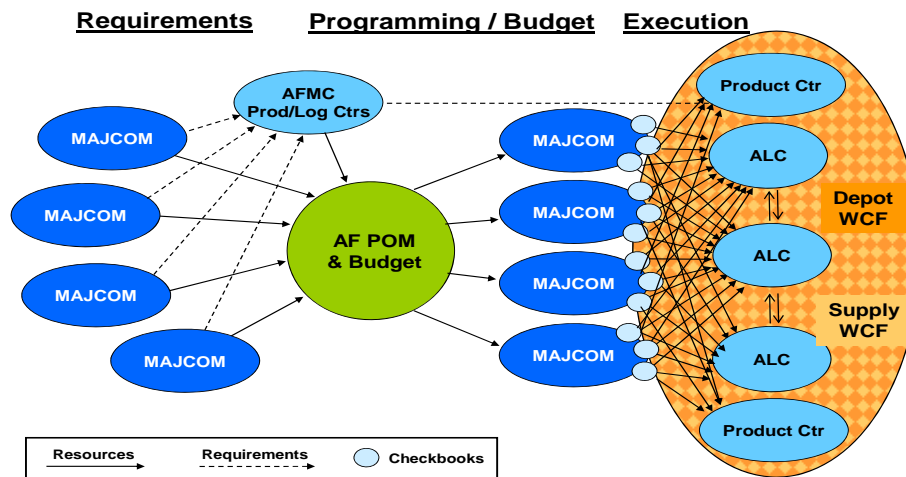 Requirements
Programming / Budget
Execution
AFMC
Prod/Log Ctrs
MAJCOM
MAJCOM
MAJCOM
MAJCOM
AF POM
& Budget
MAJCOM
MAJCOM
MAJCOM
MAJCOM
Product Ctr
ALC
Depot
WCF
ALC
Supply
WCF
ALC
Product Ctr
Resources
Requirements
Checkbooks